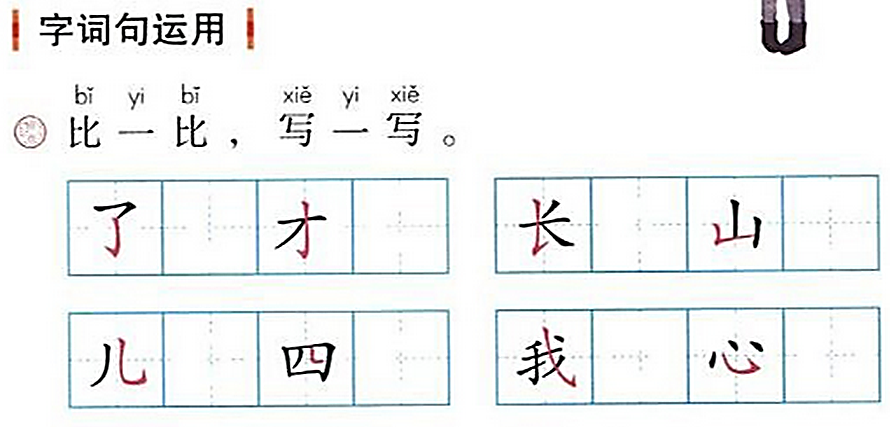 字词句运用
bǐ yi bǐ xiě yi xiě
比一比，写一写。
了 才 长 山
儿 四 我 心